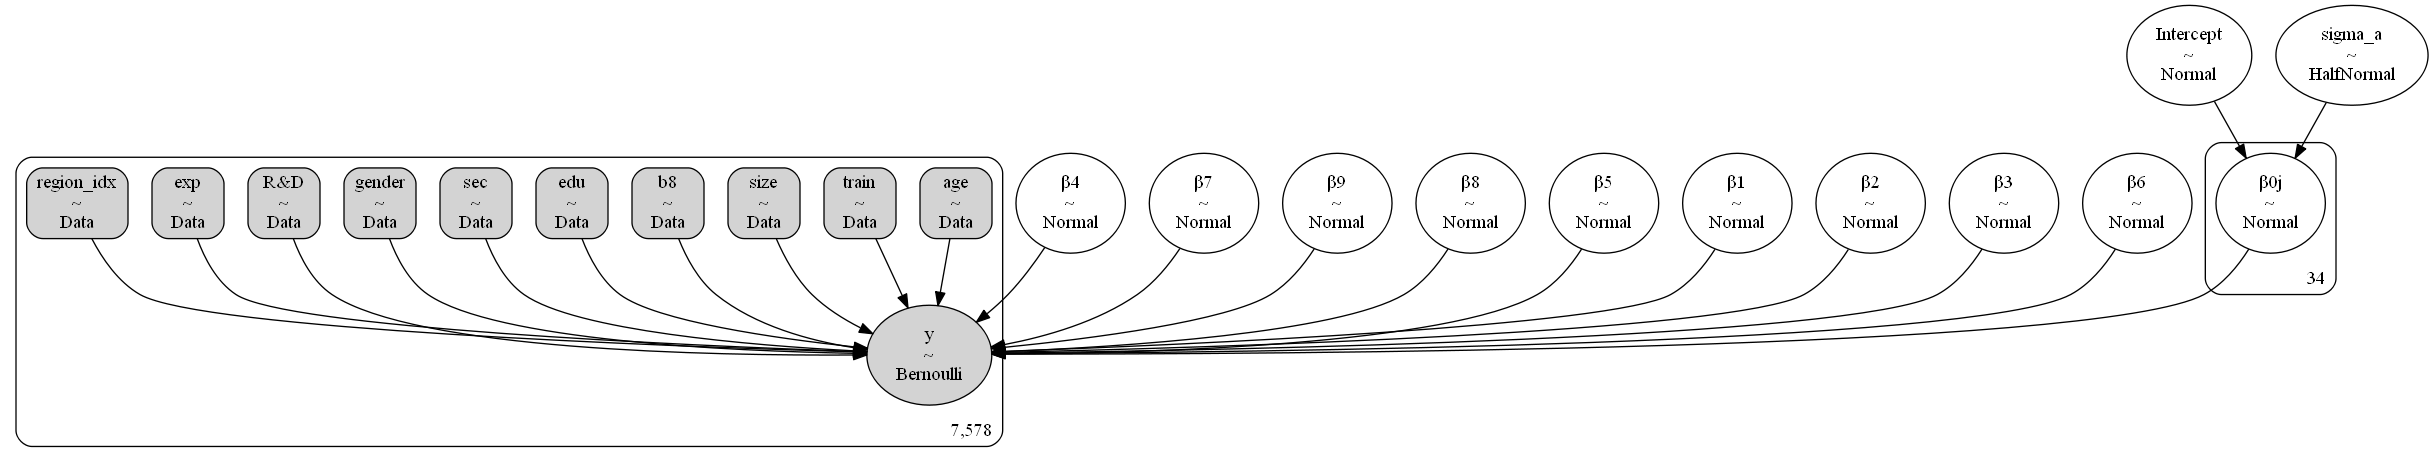 Intercept
~
Normal
sigma_a
~
HalfNormal
region_idx
~
Data
exp
~
Data
R&D
~
Data
gender
~
Data
sec
~
Data
edu
~
Data
b8
~
Data
size
~
Data
train
~
Data
age
~
Data
β4
~
Normal
β7
~
Normal
β9
~
Normal
β8
~
Normal
β5
~
Normal
β1
~
Normal
β2
~
Normal
β3
~
Normal
β6
~
Normal
β0j
~
Normal
34
y
~
Bernoulli
7,578